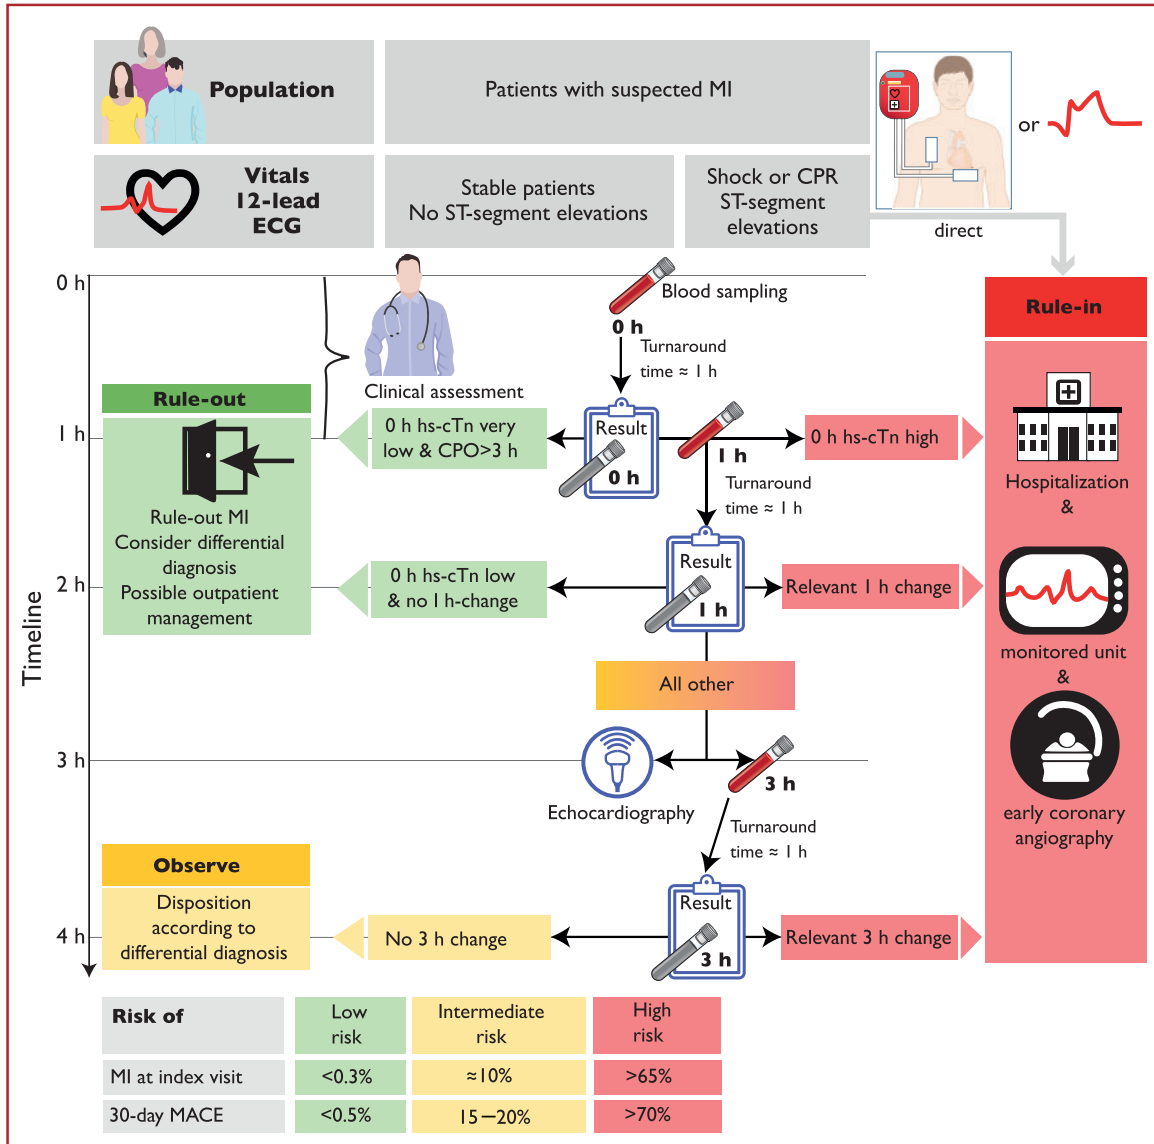 Population
Patients with suspected MI
or
Vitals
12-lead
ECG
Stable patients
No ST-segment elevations
Shock or CPR
ST-segment
elevations
direct
Timeline
0 h
1 h
2 h
3 h
4 h
Blood sampling
0 h
Turnaround
time ≈ 1 h
Clinical assessment
Rule-in
Rule-out
Rule-out MI
Consider differential
diagnosis
Possible outpatient
management
0 h hs-cTn very
low & CPO>3 h
Result
0 h
1 h
0 h hs-cTn high
Turnaround
time ≈ 1 h
Hospitalization
&
monitored unit
&
early coronary
angiography
0 h hs-cTn low
& no 1 h-change
Result
1 h
Relevant 1 h change
All other
Echocardiography
3 h
Turnaround
time ≈ 1 h
Observe
Disposition
according to
differential diagnosis
No 3 h change
Result
3 h
Relevant 3 h change
Risk of
Low
risk
Intermediate
risk
High
risk
MI at index visit
<0.3%
≈10%
>65%
30-day MACE
<0.5%
15—20%
>70%